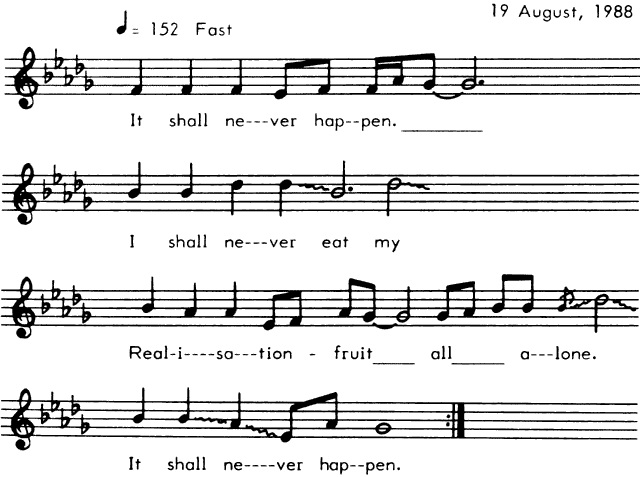 19 August, 1988
♩= 152 Fast
It shall ne---ver hap--pen.________
I shall ne---ver eat my
Real-i----sa---tion - fruit____ all_____ a---lone.
It shall ne----ver hap--pen.